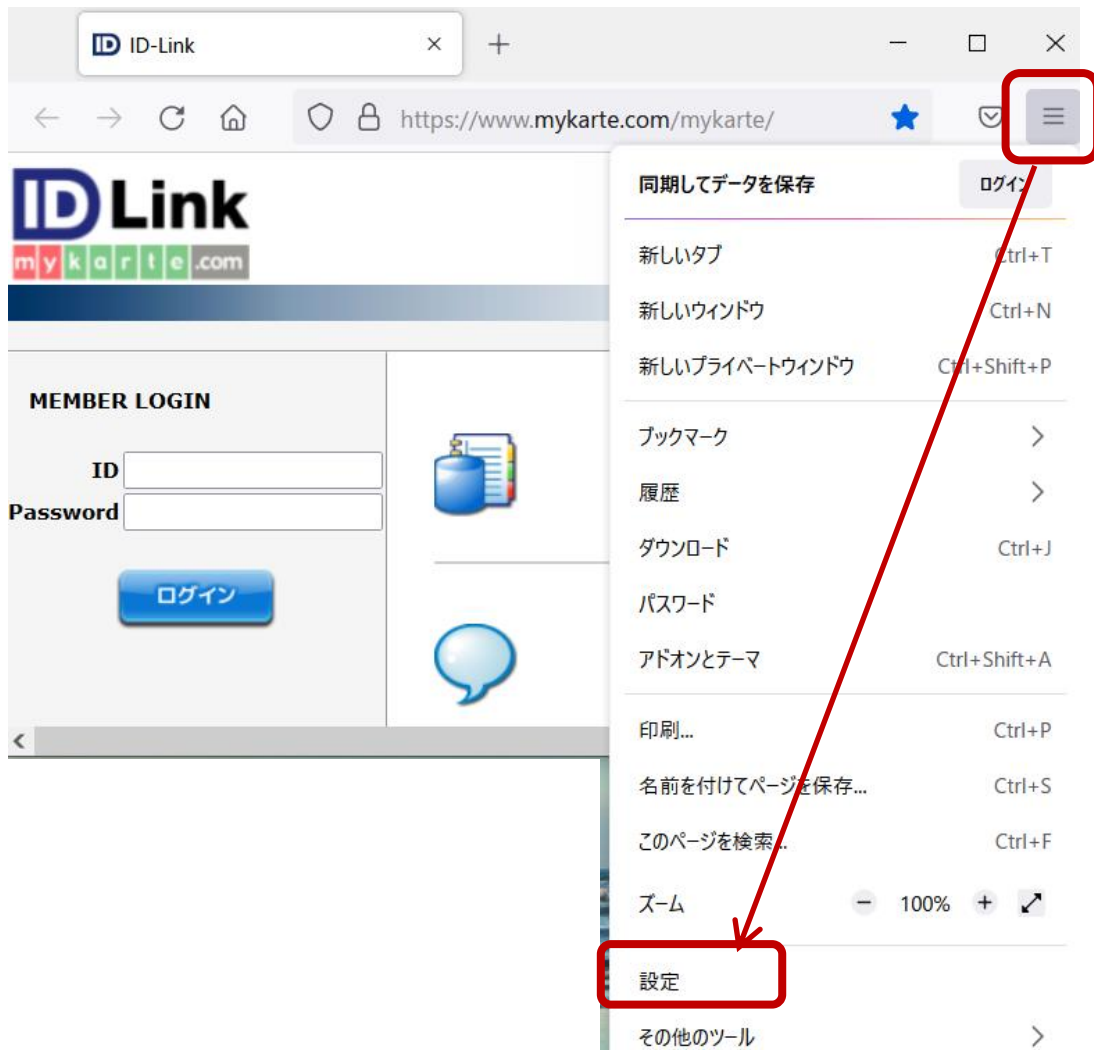 ID-Link
https://www.mykarte.com/mykarte/
ID Link
mykarte.com
MEMBER LOGIN
ID
Password
ログイン
同期してデータを保存 ログイン
新しいタブ Ctrl+T
新しいウィンドウ Ctrl+N
新しいプライベートウィンドウ Ctrl+Shift+P
ブックマーク
履歴
ダウンロード Ctrl+J
パスワード
アドオンとテーマ Ctrl+Shift+A
印刷... Ctrl+P
名前を付けてページを保存... Ctrl+S
このページを検索... Ctrl+F
ズーム － 100% +
設定
その他のツール